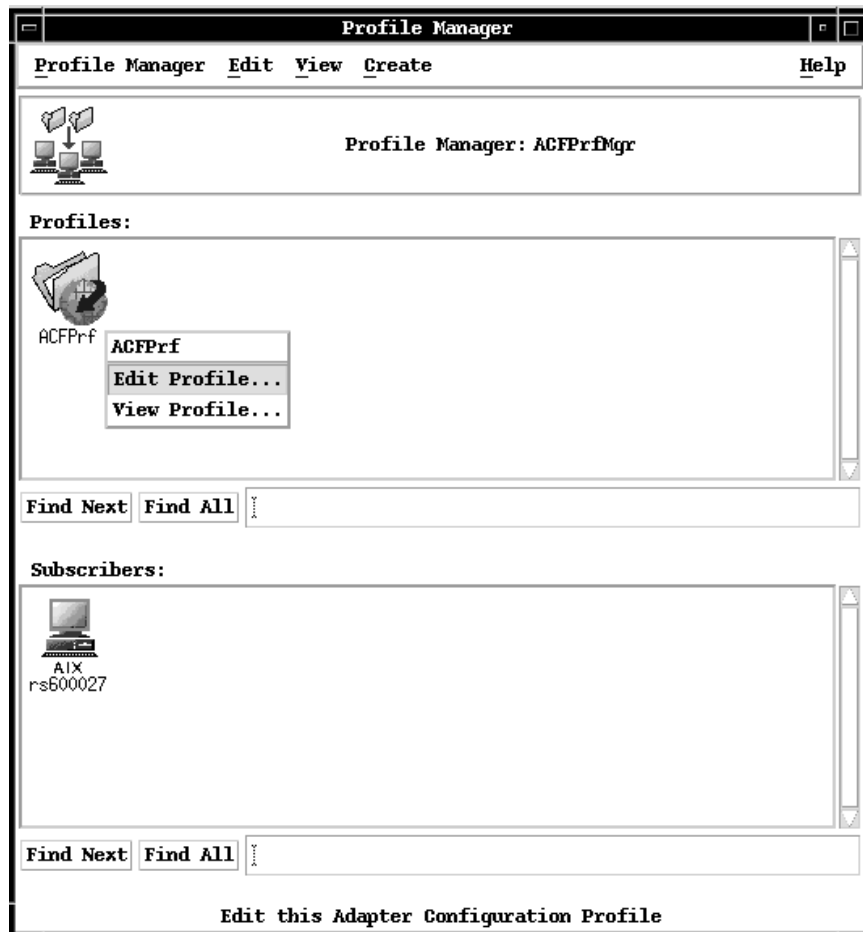 Profile Manager
Profile Manager Edit View Create Help
Profile Manager: ACFPrfMgr
Profiles:
ACFPrf
ACFPrf
Edit Profile...
View Profile...
Find Next Find All
Subscribers:
AIX
rs600027
Find Next Find All
Edit this Adapter Configuration Profile